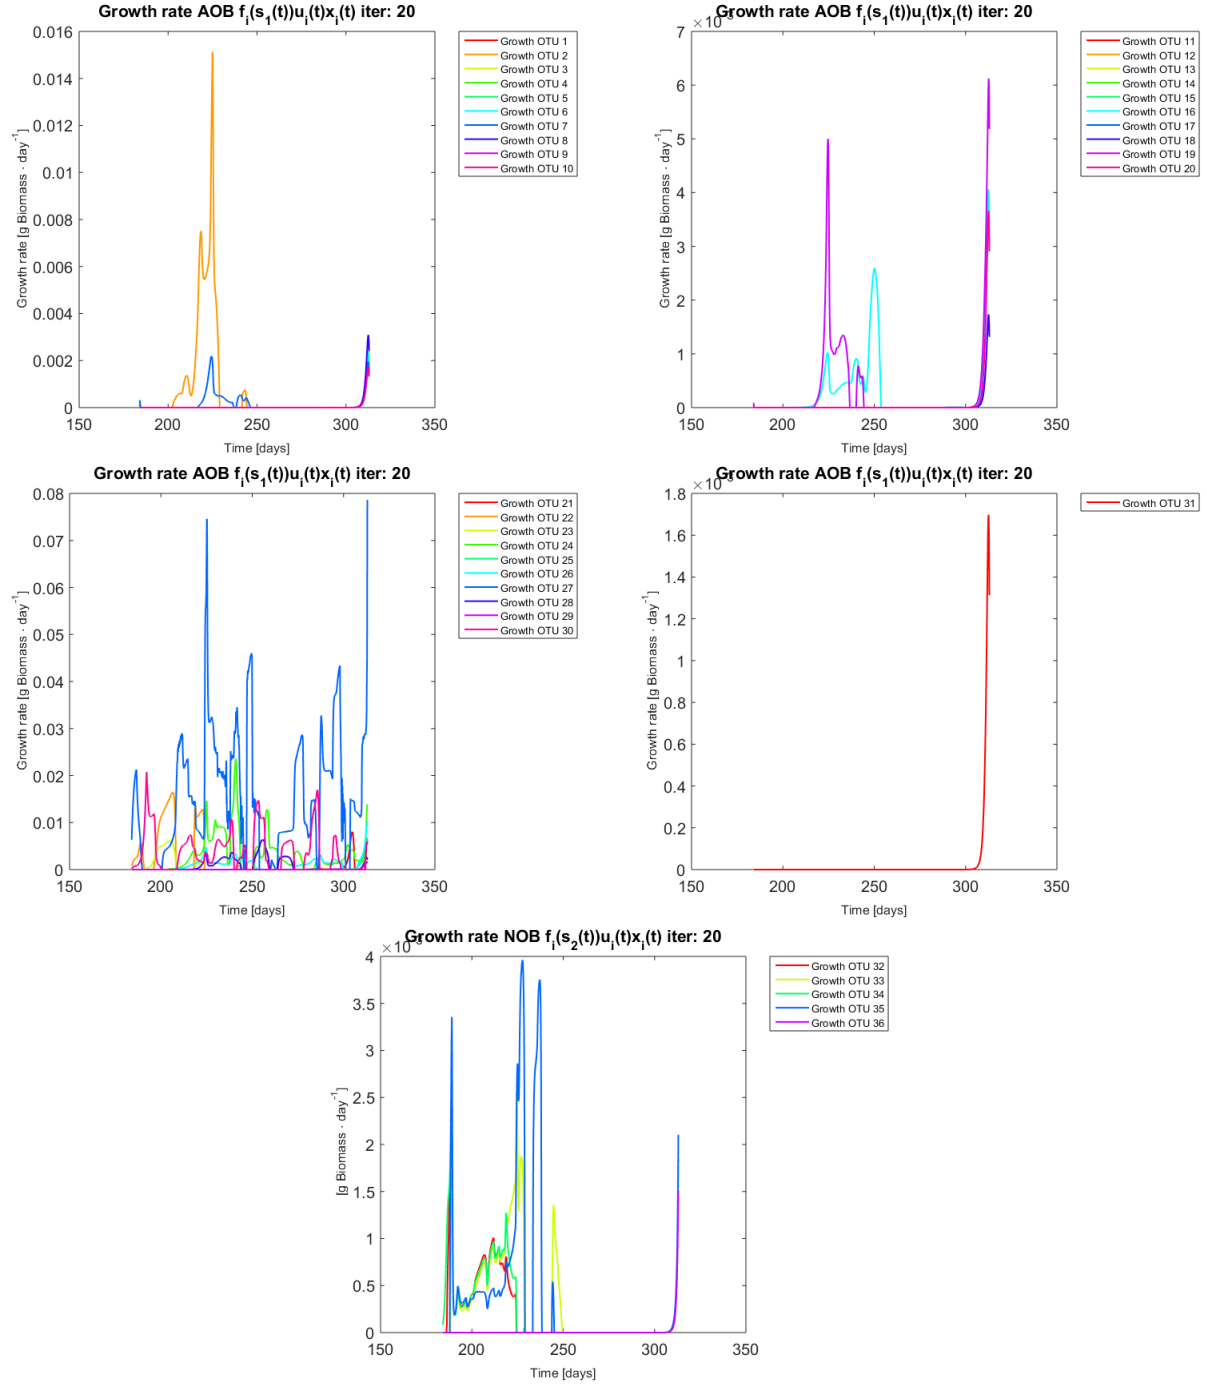 Growth rate AOB f_i(s_1(t))u_i(t)x_i(t) iter: 20
0.016
0.014
0.012
0.01
0.008
0.006
0.004
0.002
0
150
200
250
300
350
Growth rate [g Biomass · day^-1]
Time [days]
Growth OTU 1
Growth OTU 2
Growth OTU 3
Growth OTU 4
Growth OTU 5
Growth OTU 6
Growth OTU 7
Growth OTU 8
Growth OTU 9
Growth OTU 10
Growth rate AOB f_i(s_1(t))u_i(t)x_i(t) iter: 20
7
6
5
4
3
2
1
0
150
200
250
300
350
Growth rate [g Biomass · day^-1]
Time [days]
Growth OTU 11
Growth OTU 12
Growth OTU 13
Growth OTU 14
Growth OTU 15
Growth OTU 16
Growth OTU 17
Growth OTU 18
Growth OTU 19
Growth OTU 20
Growth rate AOB f_i(s_1(t))u_i(t)x_i(t) iter: 20
0.08
0.07
0.06
0.05
0.04
0.03
0.02
0.01
0
150
200
250
300
350
Growth rate [g Biomass · day^-1]
Time [days]
Growth OTU 21
Growth OTU 22
Growth OTU 23
Growth OTU 24
Growth OTU 25
Growth OTU 26
Growth OTU 27
Growth OTU 28
Growth OTU 29
Growth OTU 30
Growth rate AOB f_i(s_1(t))u_i(t)x_i(t) iter: 20
1.8
1.6
1.4
1.2
1
0.8
0.6
0.4
0.2
0
150
200
250
300
350
Growth rate [g Biomass · day^-1]
Time [days]
Growth OTU 31
Growth rate NOB f_i(s_2(t))u_i(t)x_i(t) iter: 20
4
3.5
3
2.5
2
1.5
1
0.5
0
150
200
250
300
350
[g Biomass · day^-1]
Time [days]
Growth OTU 32
Growth OTU 33
Growth OTU 34
Growth OTU 35
Growth OTU 36